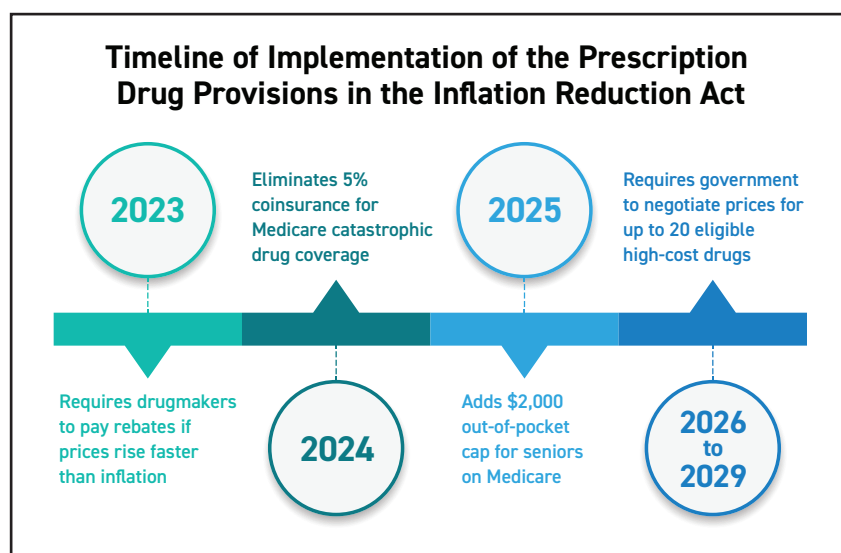 Timeline of Implementation of the Prescription
Drug Provisions in the Inflation Reduction Act
2023
Requires drugmakers
to pay rebates if
prices rise faster
than inflation
Eliminates 5%
coinsurance for
Medicare catastrophic
drug coverage
2024
2025
Adds $2,000
out-of-pocket
cap for seniors
on Medicare
Requires government
to negotiate prices for
up to 20 eligible
high-cost drugs
2026
to
2029